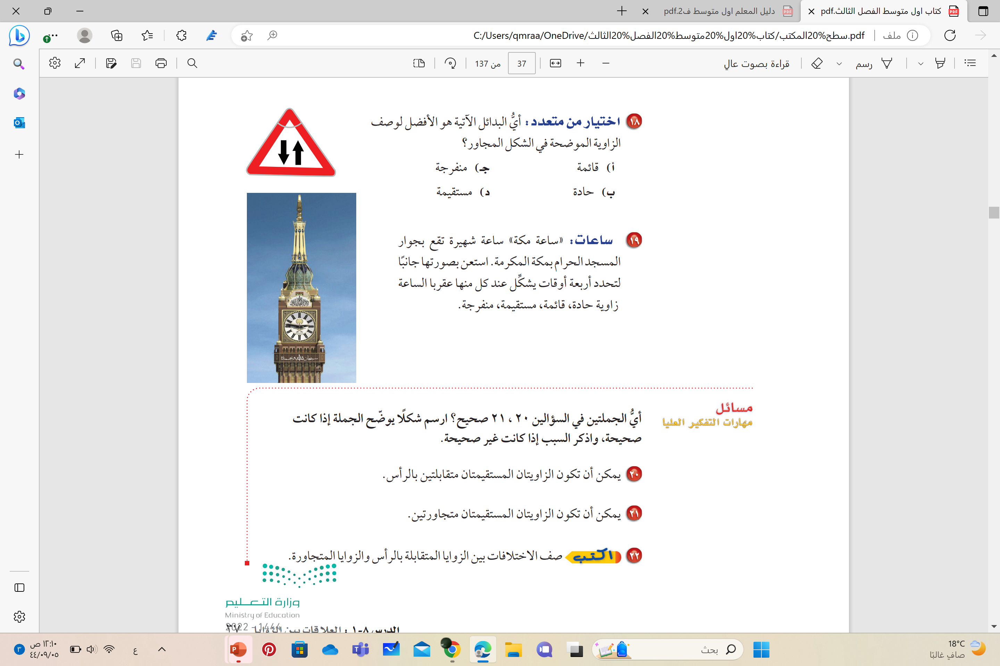 كتاب اول متوسط الفصل الثالث.pdf
دليل المعلم اول متوسط ف2.pdf
ملف
C:/Users/qmraa/OneDrive/سطح%20المكتب/كتاب%20اول%20متوسط%20الفصل%20الثالث.pdf
رسم
قراءة بصوت عالٍ
37
من 137
١٨ اختيار من متعدد: أيُّ البدائل الآتية هو الأفضل لوصف
الزاوية الموضحة في الشكل المجاور؟
أ) قائمة جـ) منفرجة
ب) حادة د) مستقيمة
١٩ ساعات: «ساعة مكة» ساعة شهيرة تقع بجوار
المسجد الحرام بمكة المكرمة. استعن بصورتها جانبًا
لتحدد أربعة أوقات يشكِّل عند كل منها عقربا الساعة
زاوية حادة، قائمة، مستقيمة، منفرجة.
سبحان الله وبحمده
مسائل
مهارات التفكير العليا
أيُّ الجملتين في السؤالين ٢٠ ، ٢١ صحيح؟ ارسم شكلًا يوضّح الجملة إذا كانت
صحيحة، واذكر السبب إذا كانت غير صحيحة.
٢٠ يمكن أن تكون الزاويتان المستقيمتان متقابلتين بالرأس.
٢١ يمكن أن تكون الزاويتان المستقيمتان متجاورتين.
٢٢ اكتب صف الاختلافات بين الزوايا المتقابلة بالرأس والزوايا المتجاورة.
وزارة التعليم
Ministry of Education
2022 - 1444
الدرس ٨-١ : العلاقات بين الزوايا ٣٧
18°C
صافٍ غالبًا
بحث
ع
١٢:١٠ ص
٤٤/٠٩/٠٥
٣